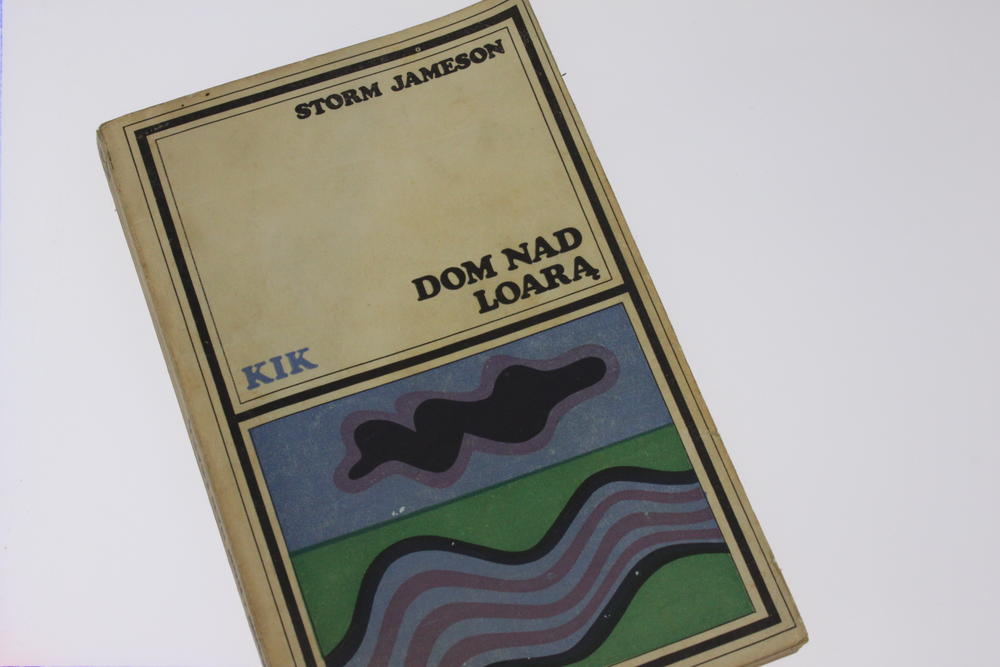 STORM JAMESON
DOM NAD
LOARĄ
KIK